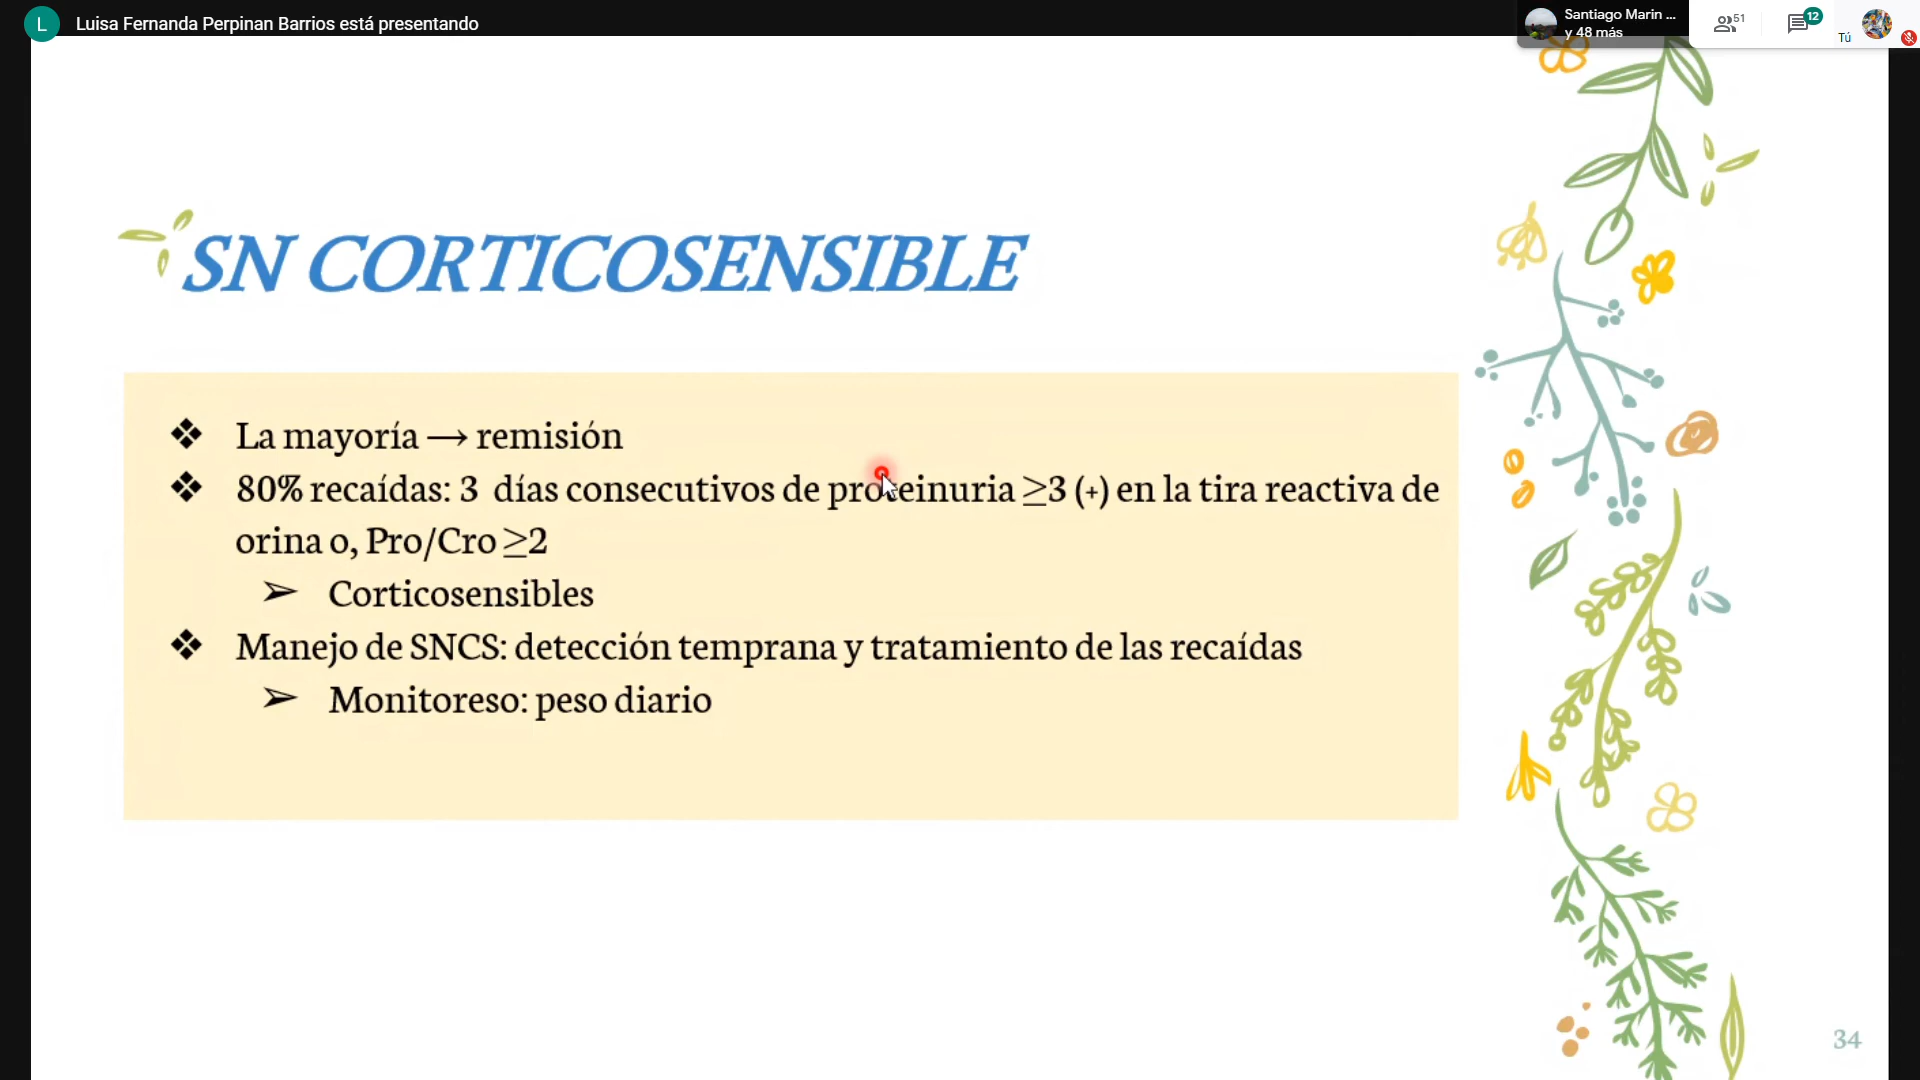 L Luisa Fernanda Perpinan Barrios está presentando
Santiago Marin ...
y 48 más
51
12
Tú
SN CORTICOSENSIBLE
❖ La mayoría → remisión
❖ 80% recaídas: 3 días consecutivos de proteinuria ≥3 (+) en la tira reactiva de
orina o, Pro/Cro ≥2
➢ Corticosensibles
❖ Manejo de SNCS: detección temprana y tratamiento de las recaídas
➢ Monitoreso: peso diario
34